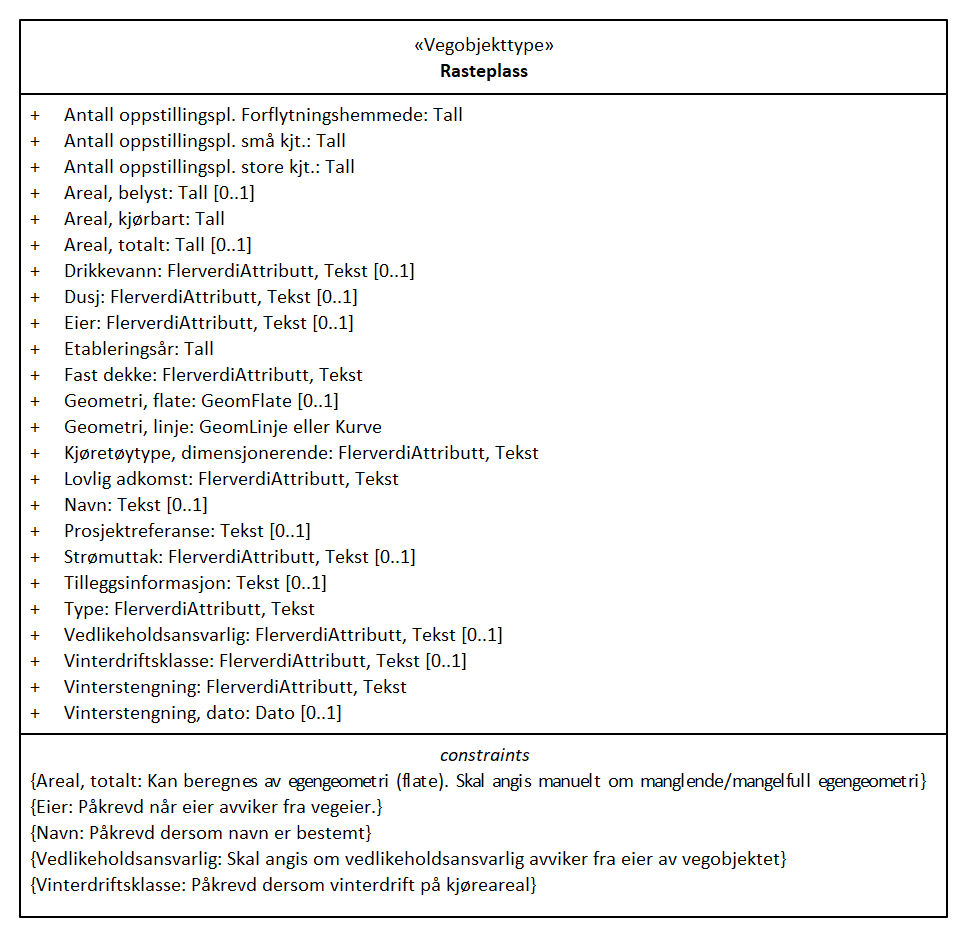 «Vegobjekttype»
Rasteplass
+ Antall oppstillingspl. Forflytningshemmede: Tall
+ Antall oppstillingspl. små kjt.: Tall
+ Antall oppstillingspl. store kjt.: Tall
+ Areal, belyst: Tall [0..1]
+ Areal, kjørbart: Tall
+ Areal, totalt: Tall [0..1]
+ Drikkevann: FlerverdiAttributt, Tekst [0..1]
+ Dusj: FlerverdiAttributt, Tekst [0..1]
+ Eier: FlerverdiAttributt, Tekst [0..1]
+ Etableringsår: Tall
+ Fast dekke: FlerverdiAttributt, Tekst
+ Geometri, flate: GeomFlate [0..1]
+ Geometri, linje: GeomLinje eller Kurve
+ Kjøretøytype, dimensjonerende: FlerverdiAttributt, Tekst
+ Lovlig adkomst: FlerverdiAttributt, Tekst
+ Navn: Tekst [0..1]
+ Prosjektreferanse: Tekst [0..1]
+ Strømuttak: FlerverdiAttributt, Tekst [0..1]
+ Tilleggsinformasjon: Tekst [0..1]
+ Type: FlerverdiAttributt, Tekst
+ Vedlikeholdsansvarlig: FlerverdiAttributt, Tekst [0..1]
+ Vinterdriftsklasse: FlerverdiAttributt, Tekst [0..1]
+ Vinterstengning: FlerverdiAttributt, Tekst
+ Vinterstengning, dato: Dato [0..1]
constraints
{Areal, totalt: Kan beregnes av egengeometri (flate). Skal angis manuelt om manglende/mangelfull egengeometri}
{Eier: Påkrevd når eier avviker fra vegeier.}
{Navn: Påkrevd dersom navn er bestemt}
{Vedlikeholdsansvarlig: Skal angis om vedlikeholdsansvarlig avviker fra eier av vegobjektet}
{Vinterdriftsklasse: Påkrevd dersom vinterdrift på kjøreareal}